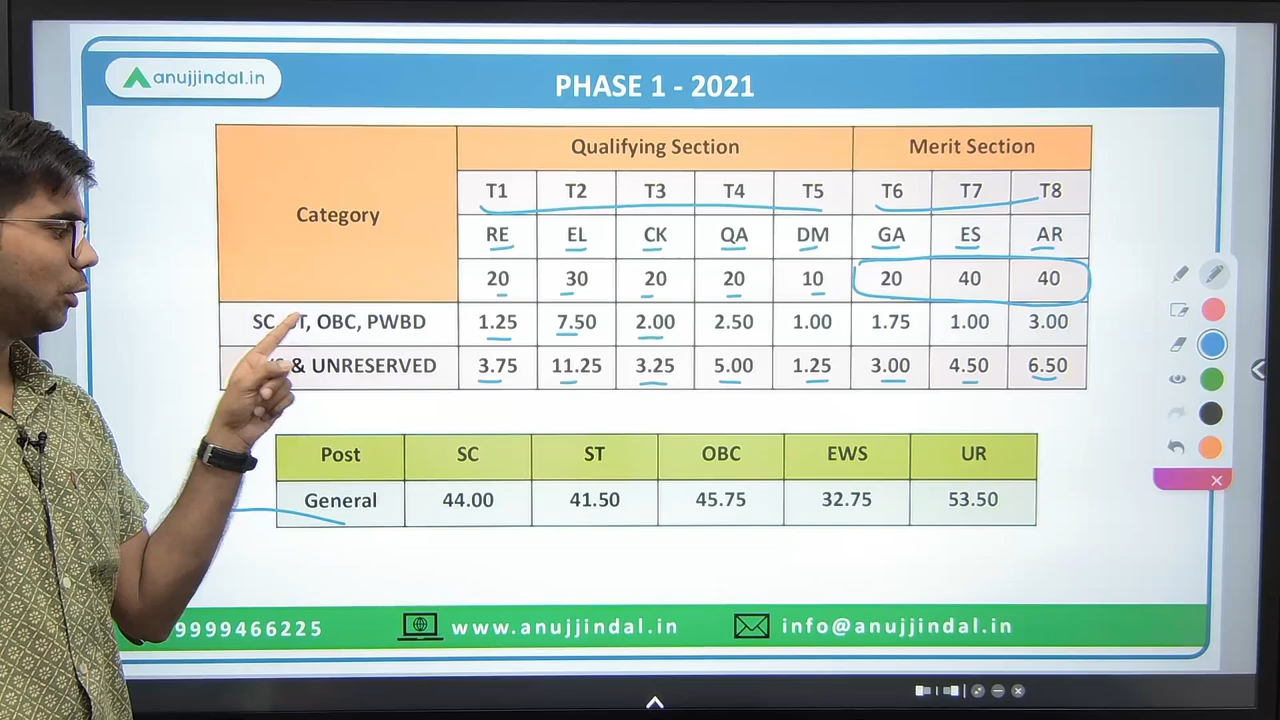 anujjindal.in
PHASE 1 - 2021
Category Qualifying Section Merit Section
T1 T2 T3 T4 T5 T6 T7 T8
RE EL CK QA DM GA ES AR
20 30 20 20 10 20 40 40
SC, ST, OBC, PWBD 1.25 7.50 2.00 2.50 1.00 1.75 1.00 3.00
& UNRESERVED 3.75 11.25 3.25 5.00 1.25 3.00 4.50 6.50
Post SC ST OBC EWS UR
General 44.00 41.50 45.75 32.75 53.50
9999466225 www.anujjindal.in info@anujjindal.in